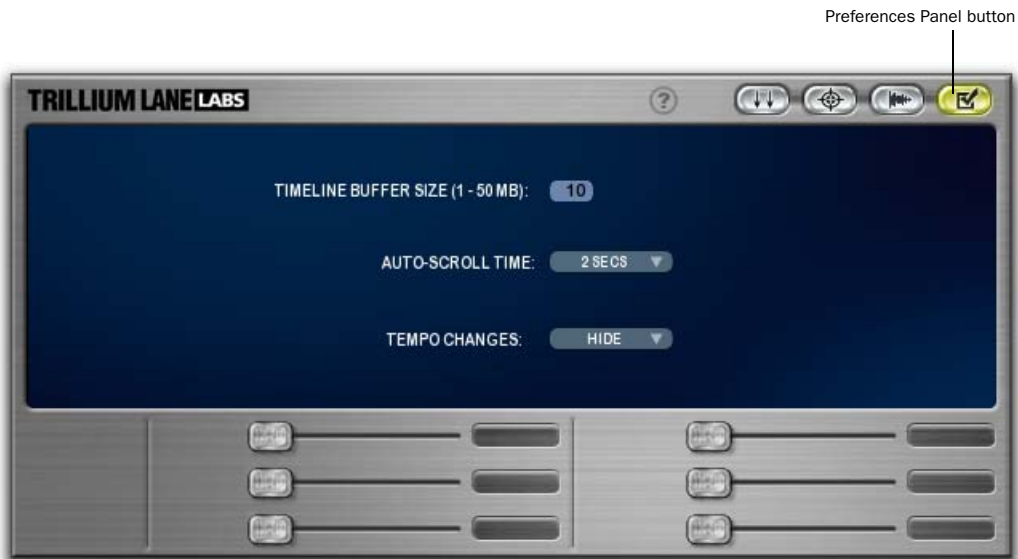 Preferences Panel button
TRILLIUM LANE LABS
?
TIMELINE BUFFER SIZE (1 - 50 MB): 10
AUTO-SCROLL TIME: 2 SECS
TEMPO CHANGES: HIDE